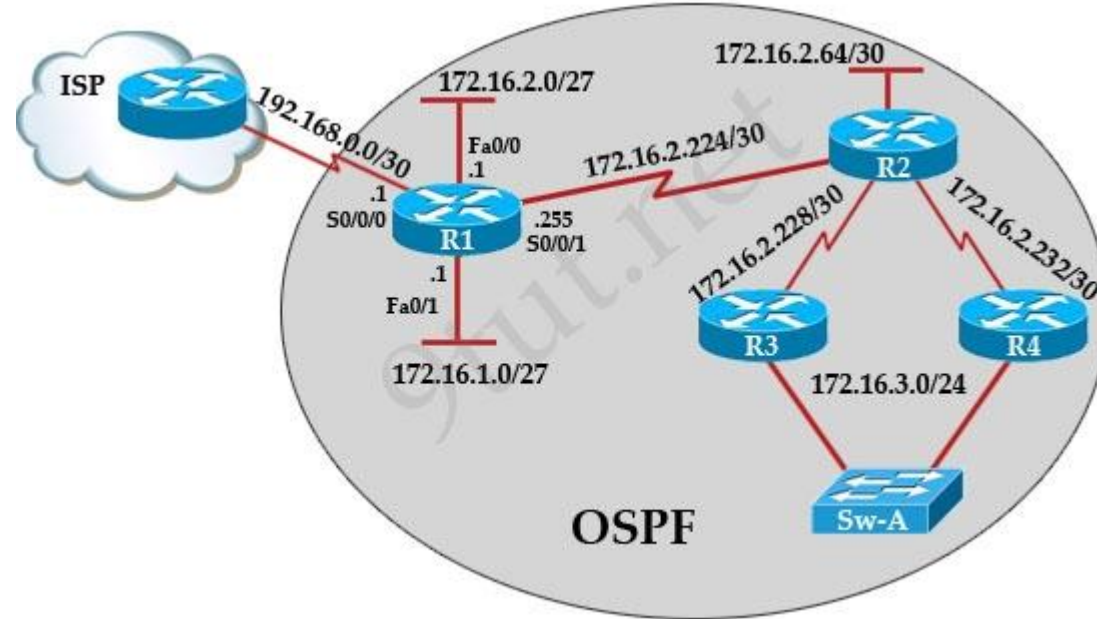 ISP
192.168.0.0/30
172.16.2.0/27
Fa0/0
.1
.1
S0/0/0
R1
.255
S0/0/1
.1
Fa0/1
172.16.1.0/27
172.16.2.224/30
172.16.2.64/30
R2
172.16.2.228/30
172.16.2.232/30
R3
R4
172.16.3.0/24
Sw-A
OSPF
9tut.net